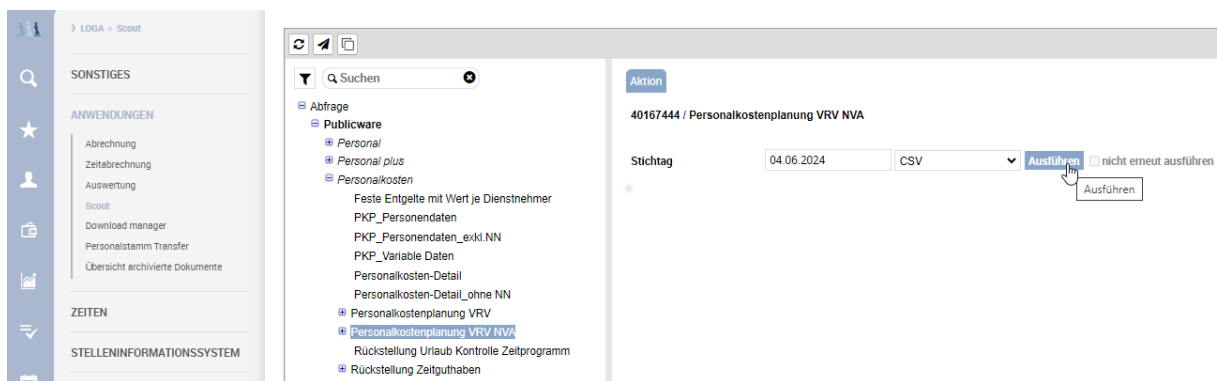 LOGA » Scout
SONSTIGES
ANWENDUNGEN
Abrechnung
Zeitabrechnung
Auswertung
Scout
Download manager
Personalstamm Transfer
Übersicht archivierte Dokumente
ZEITEN
STELLENINFORMATIONSSYSTEM
Suchen
Abfrage
Publicware
Personal
Personal plus
Personalkosten
Feste Entgelte mit Wert je Dienstnehmer
PKP_Personendaten
PKP_Personendaten_exkl.NN
PKP_Variable Daten
Personalkosten-Detail
Personalkosten-Detail_ohne NN
Personalkostenplanung VRV
Personalkostenplanung VRV NVA
Rückstellung Urlaub Kontrolle Zeitprogramm
Rückstellung Zeitguthaben
Aktion
40167444 / Personalkostenplanung VRV NVA
Stichtag 04.06.2024 CSV Ausführen nicht erneut ausführen
Ausführen